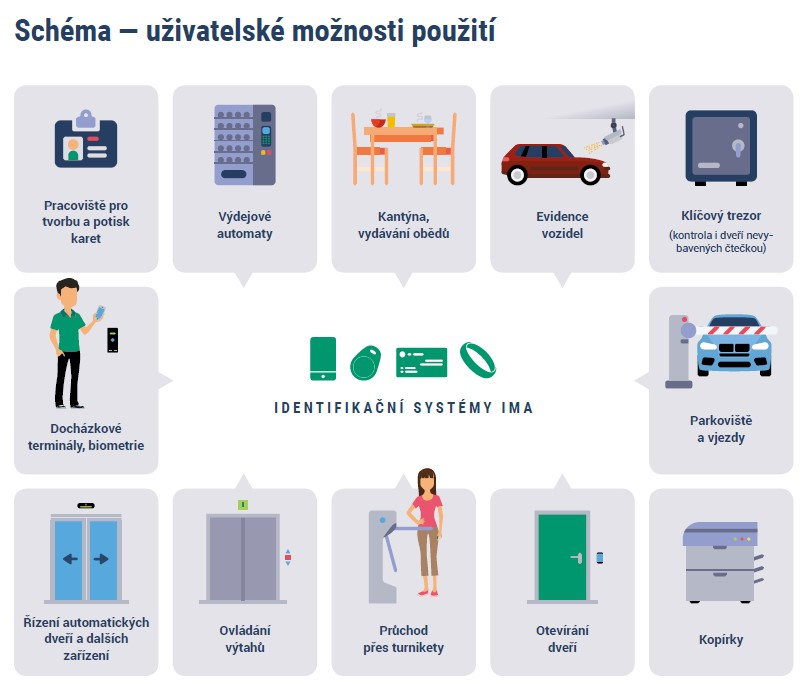 Schéma — uživatelské možnosti použití
Pracoviště pro
tvorbu a potisk
karet
Výdejové
automaty
Kantýna,
vydávání obědů
Evidence
vozidel
Klíčový trezor
(kontrola i dveří nevy-
bavených čtečkou)
Docházkové
terminály, biometrie
IDENTIFIKAČNÍ SYSTÉMY IMA
Parkoviště
a vjezdy
Řízení automatických
dveří a dalších
zařízení
Ovládání
výtahů
Průchod
přes turnikety
Otevírání
dveří
Kopírky